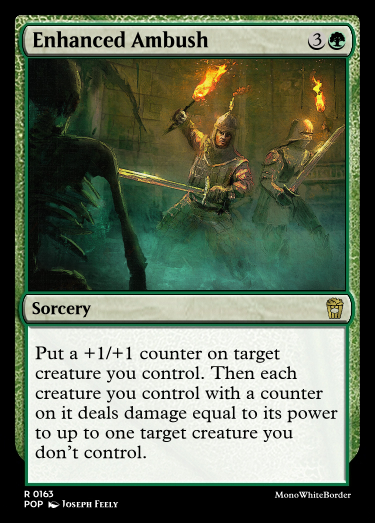 Enhanced Ambush 3
Sorcery
Put a +1/+1 counter on target
creature you control. Then each
creature you control with a counter
on it deals damage equal to its power
to up to one target creature you
don't control.
R 0163
POP Joseph Feely
MonoWhiteBorder